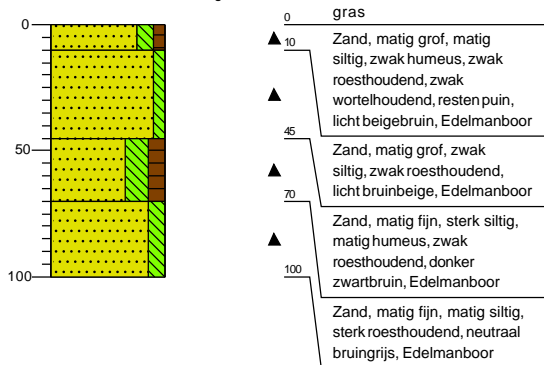 0
50
100
0
gras
10
Zand, matig grof, matig
siltig, zwak humeus, zwak
roesthoudend, zwak
wortelhoudend, resten puin,
licht beigebruin, Edelmanboor
45
Zand, matig grof, zwak
siltig, zwak roesthoudend,
licht bruinbeige, Edelmanboor
70
Zand, matig fijn, sterk siltig,
matig humeus, zwak
roesthoudend, donker
zwartbruin, Edelmanboor
100
Zand, matig fijn, matig siltig,
sterk roesthoudend, neutraal
bruingrijs, Edelmanboor